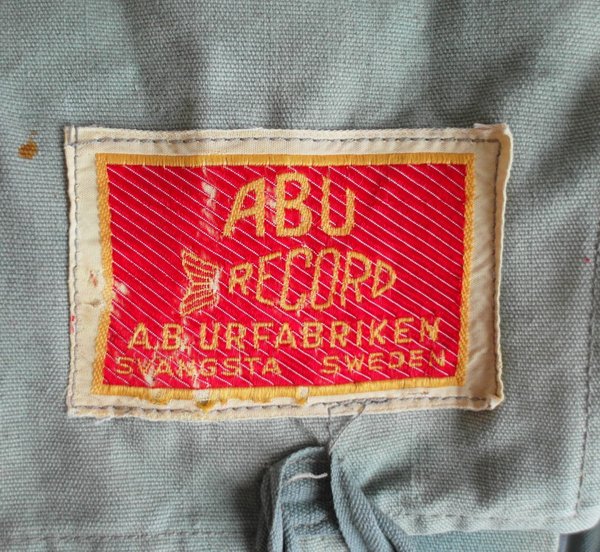 ABU
RECORD
A.B. URFABRIKEN
SVÄNGSTA SWEDEN